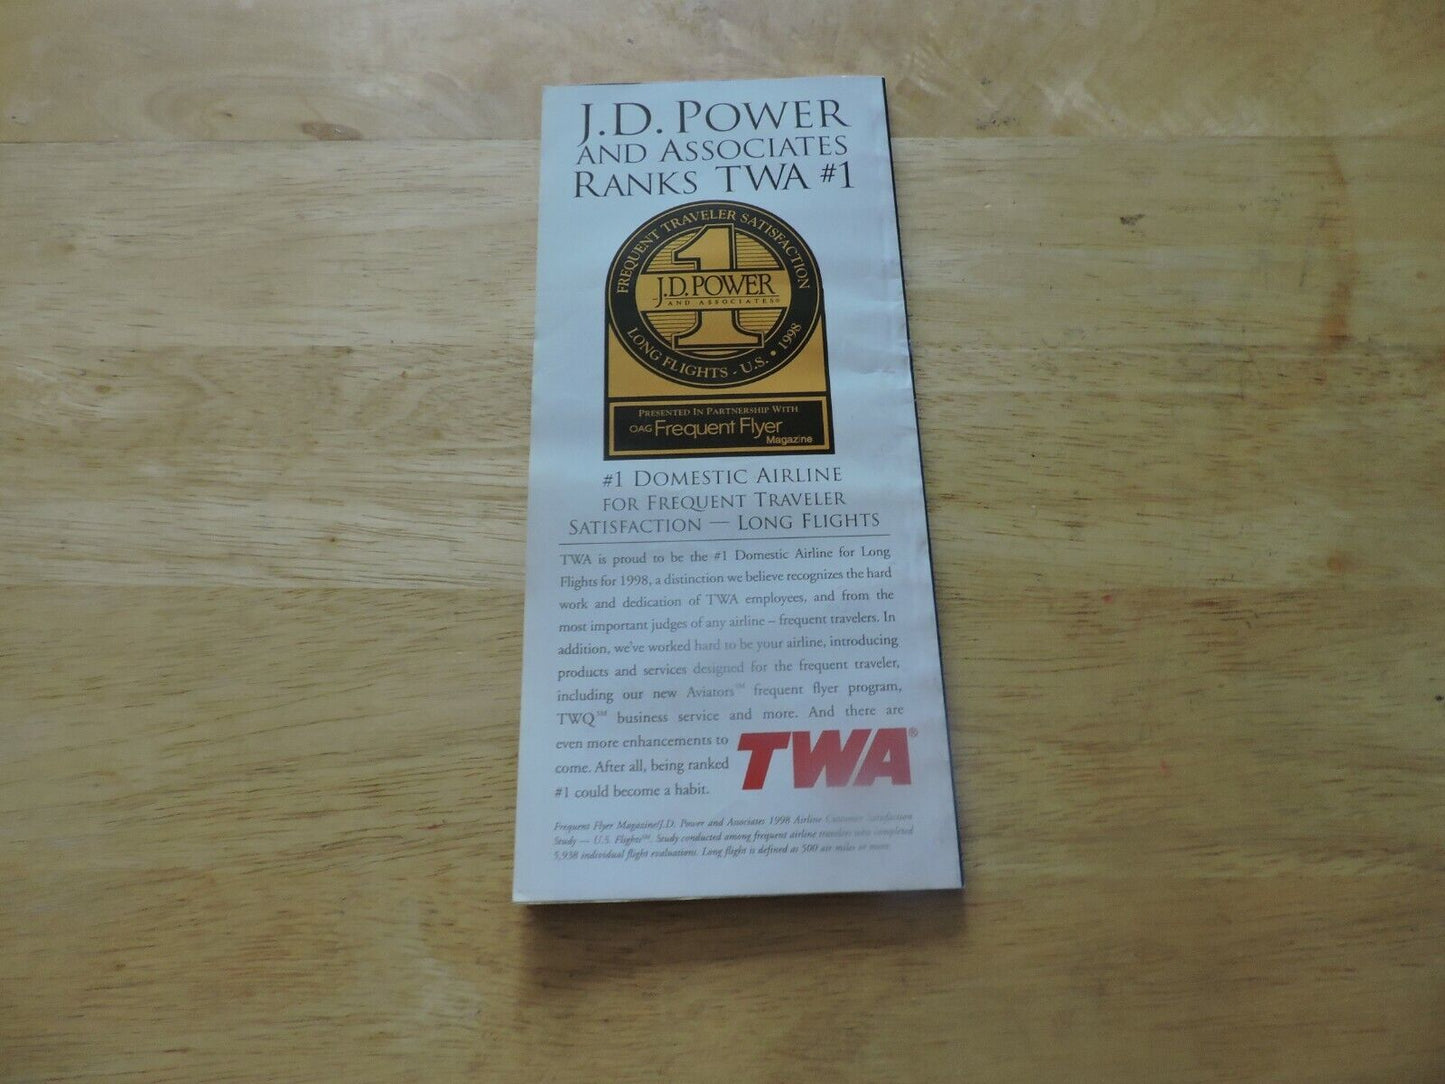 J.D. POWER
AND ASSOCIATES
RANKS TWA #1
FREQUENT TRAVELER SATISFACTION
1
J.D. POWER
AND ASSOCIATES®
LONG FLIGHTS - U.S. • 1998
PRESENTED IN PARTNERSHIP WITH
OAG Frequent Flyer
Magazine
#1 DOMESTIC AIRLINE
FOR FREQUENT TRAVELER
SATISFACTION — LONG FLIGHTS
TWA is proud to be the #1 Domestic Airline for Long
Flights for 1998, a distinction we believe recognizes the hard
work and dedication of TWA employees, and from the
most important judges of any airline – frequent travelers. In
addition, we've worked hard to be your airline, introducing
products and services designed for the frequent traveler,
including our new Aviators℠ frequent flyer program,
TWQ℠ business service and more. And there are
even more enhancements to
come. After all, being ranked
#1 could become a habit.
TWA®
Frequent Flyer Magazine/J.D. Power and Associates 1998 Airline Customer Satisfaction
Study — U.S. Flights℠. Study conducted among frequent airline travelers who completed
5,938 individual flight evaluations. Long flight is defined as 500 air miles or more.